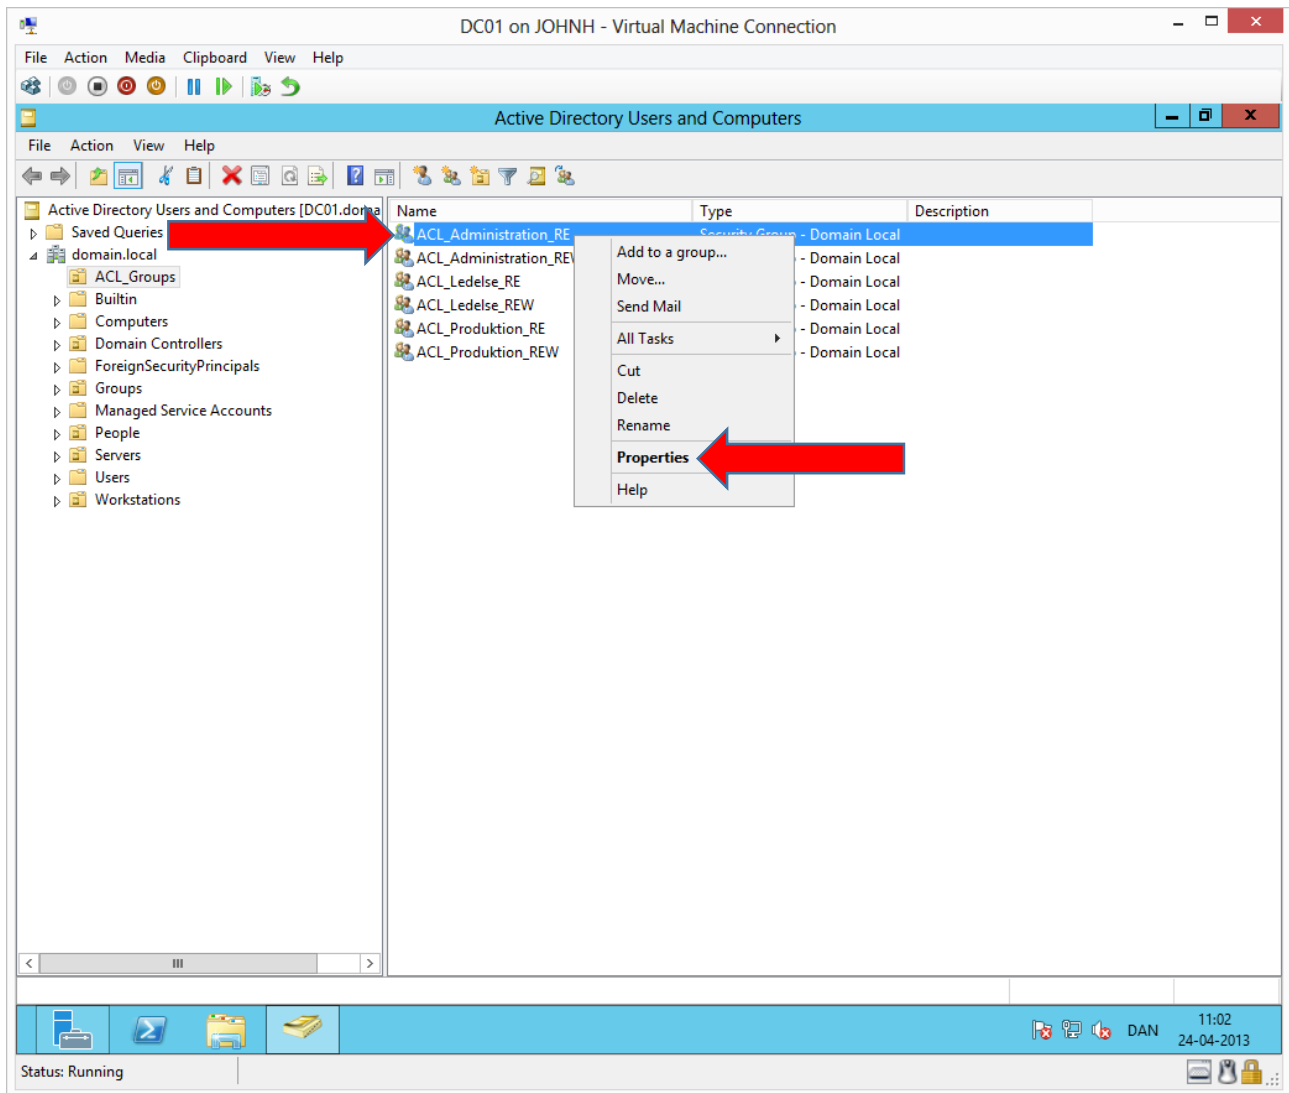 DC01 on JOHNH - Virtual Machine Connection
File Action Media Clipboard View Help
Active Directory Users and Computers
File Action View Help
Active Directory Users and Computers [DC01.doma
Saved Queries
domain.local
ACL_Groups
Builtin
Computers
Domain Controllers
ForeignSecurityPrincipals
Groups
Managed Service Accounts
People
Servers
Users
Workstations
Name Type Description
ACL_Administration_RE Security Group - Domain Local
ACL_Administration_REW - Domain Local
ACL_Ledelse_RE - Domain Local
ACL_Ledelse_REW - Domain Local
ACL_Produktion_RE - Domain Local
ACL_Produktion_REW - Domain Local
Add to a group...
Move...
Send Mail
All Tasks
Cut
Delete
Rename
Properties
Help
DAN
11:02
24-04-2013
Status: Running